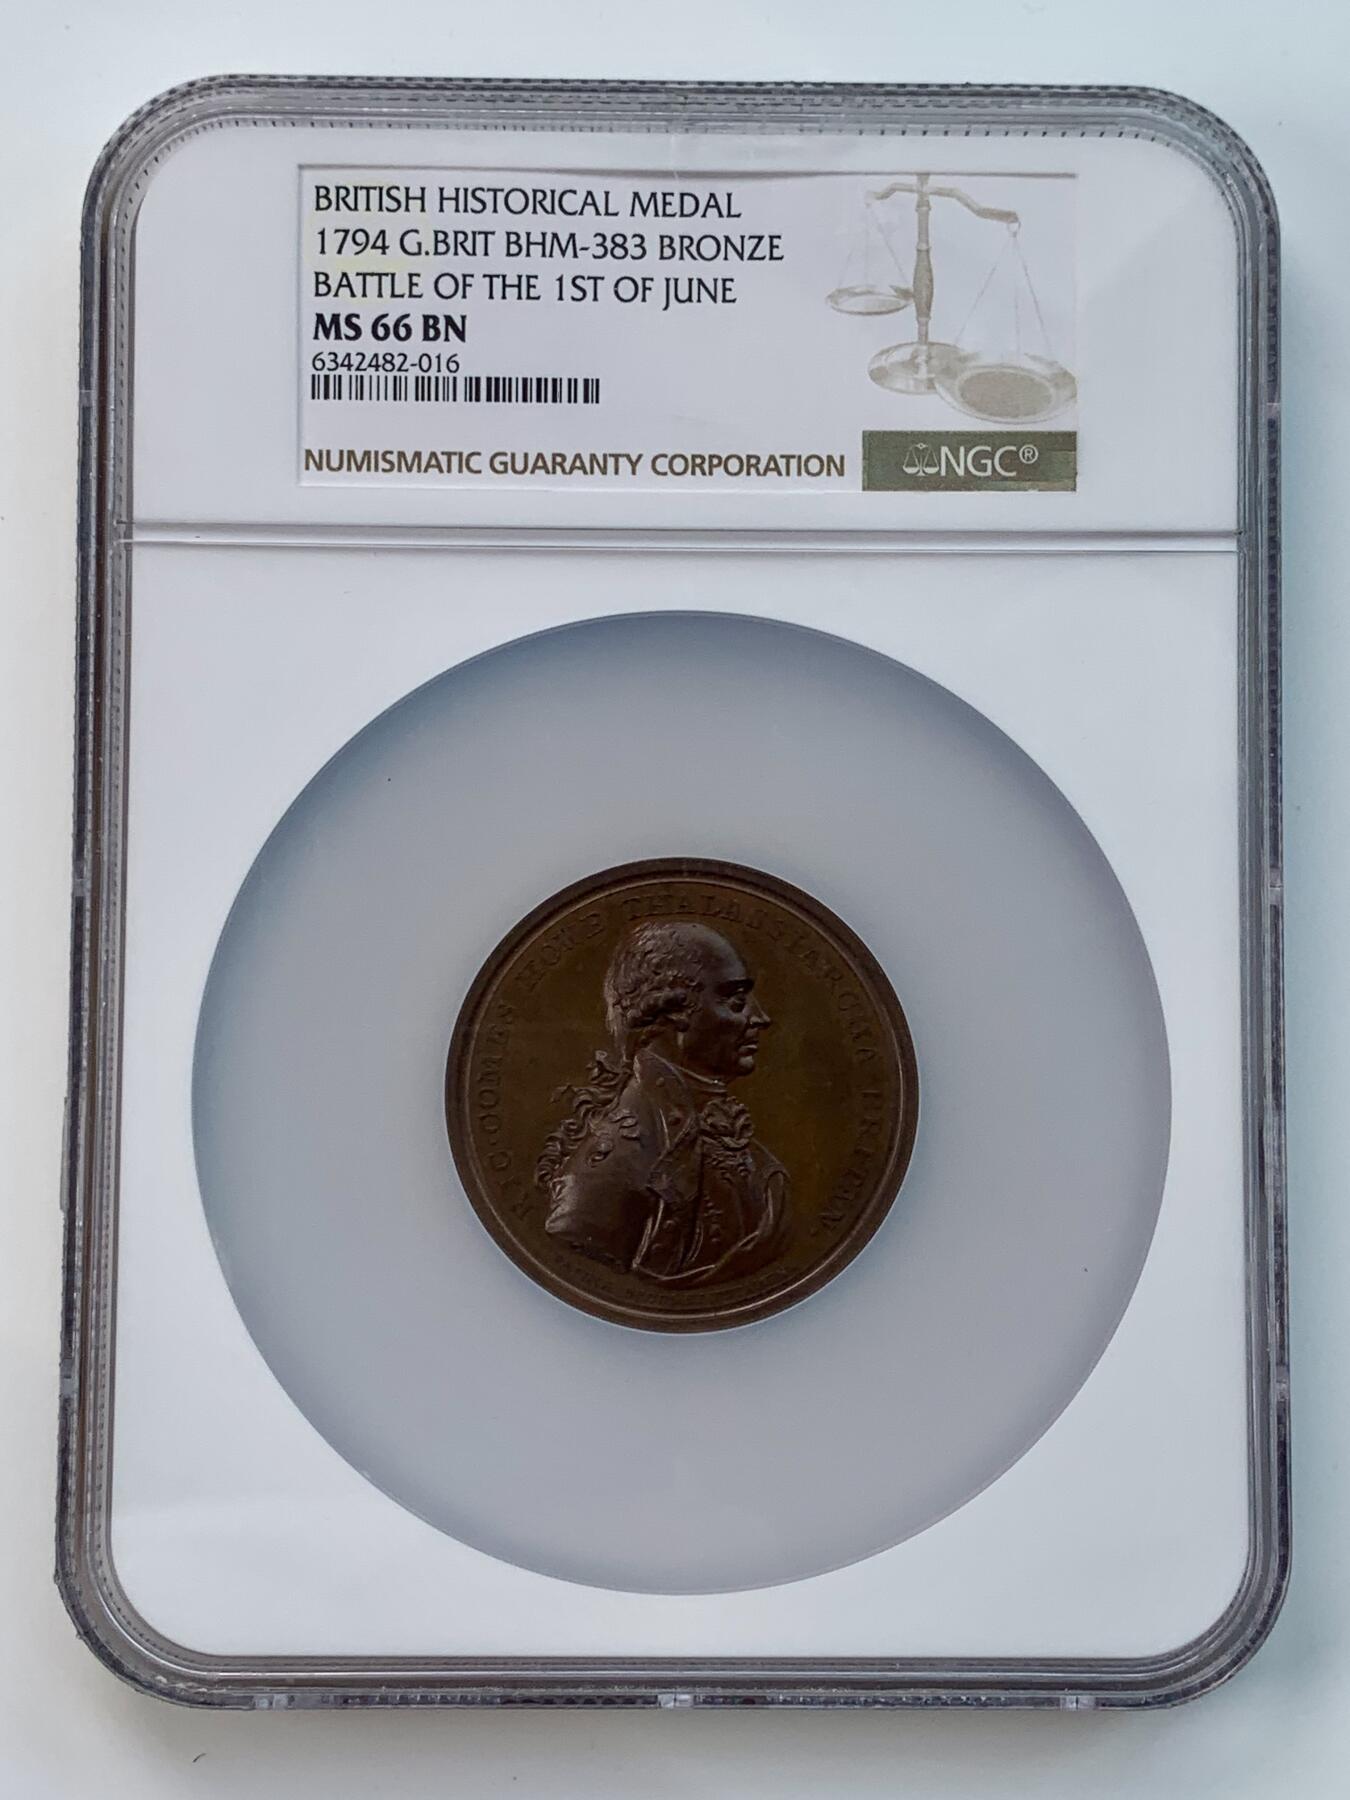 BRITISH HISTORICAL MEDAL
1794 G.BRIT BHM-383 BRONZE
BATTLE OF THE 1ST OF JUNE
MS 66 BN
6342482-016
NUMISMATIC GUARANTY CORPORATION
NGC®
RIC·COMES HOWE THALASSIARCHA BRITAN·